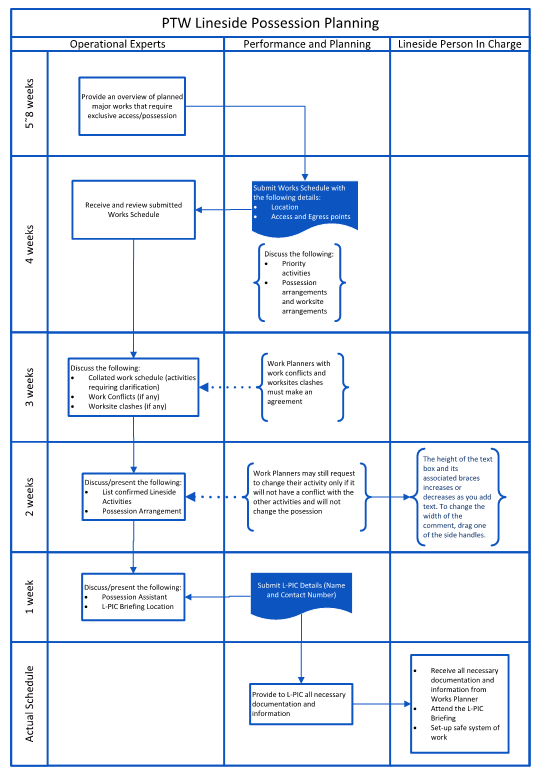 PTW Lineside Possession Planning
Operational Experts
Performance and Planning
Lineside Person In Charge
5~8 weeks
Provide an overview of planned
major works that require
exclusive access/possession
4 weeks
Receive and review submitted
Works Schedule
Submit Works Schedule with
the following details:
• Location
• Access and Egress points
Discuss the following:
• Priority
activities
• Possession
arrangements
and worksite
arrangements
3 weeks
Discuss the following:
• Collated work schedule (activities
requiring clarification)
• Work Conflicts (if any)
• Worksite clashes (if any)
Work Planners with
work conflicts and
worksites clashes
must make an
agreement
2 weeks
Discuss/present the following:
• List confirmed Lineside
Activities
• Possession Arrangement
Work Planners may still request
to change their activity only if it
will not have a conflict with the
other activities and will not
change the posession
The height of the text
box and its
associated braces
increases or
decreases as you add
text. To change the
width of the
comment, drag one
of the side handles.
1 week
Discuss/present the following:
• Possession Assistant
• L-PIC Briefing Location
Submit L-PIC Details (Name
and Contact Number)
Actual Schedule
Provide to L-PIC all necessary
documentation and
information
• Receive all necessary
documentation and
information from
Works Planner
• Attend the L-PIC
Briefing
• Set-up safe system of
work